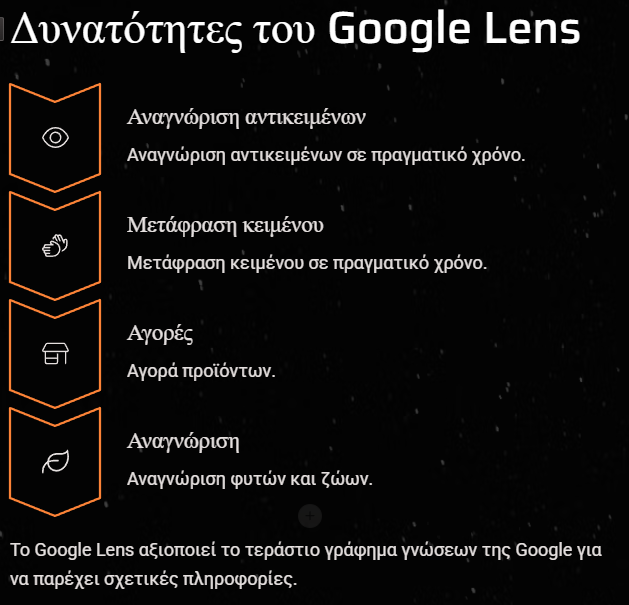 Δυνατότητες του Google Lens
Αναγνώριση αντικειμένων
Αναγνώριση αντικειμένων σε πραγματικό χρόνο.
Μετάφραση κειμένου
Μετάφραση κειμένου σε πραγματικό χρόνο.
Αγορές
Αγορά προϊόντων.
Αναγνώριση
Αναγνώριση φυτών και ζώων.
Το Google Lens αξιοποιεί το τεράστιο γράφημα γνώσεων της Google για
να παρέχει σχετικές πληροφορίες.